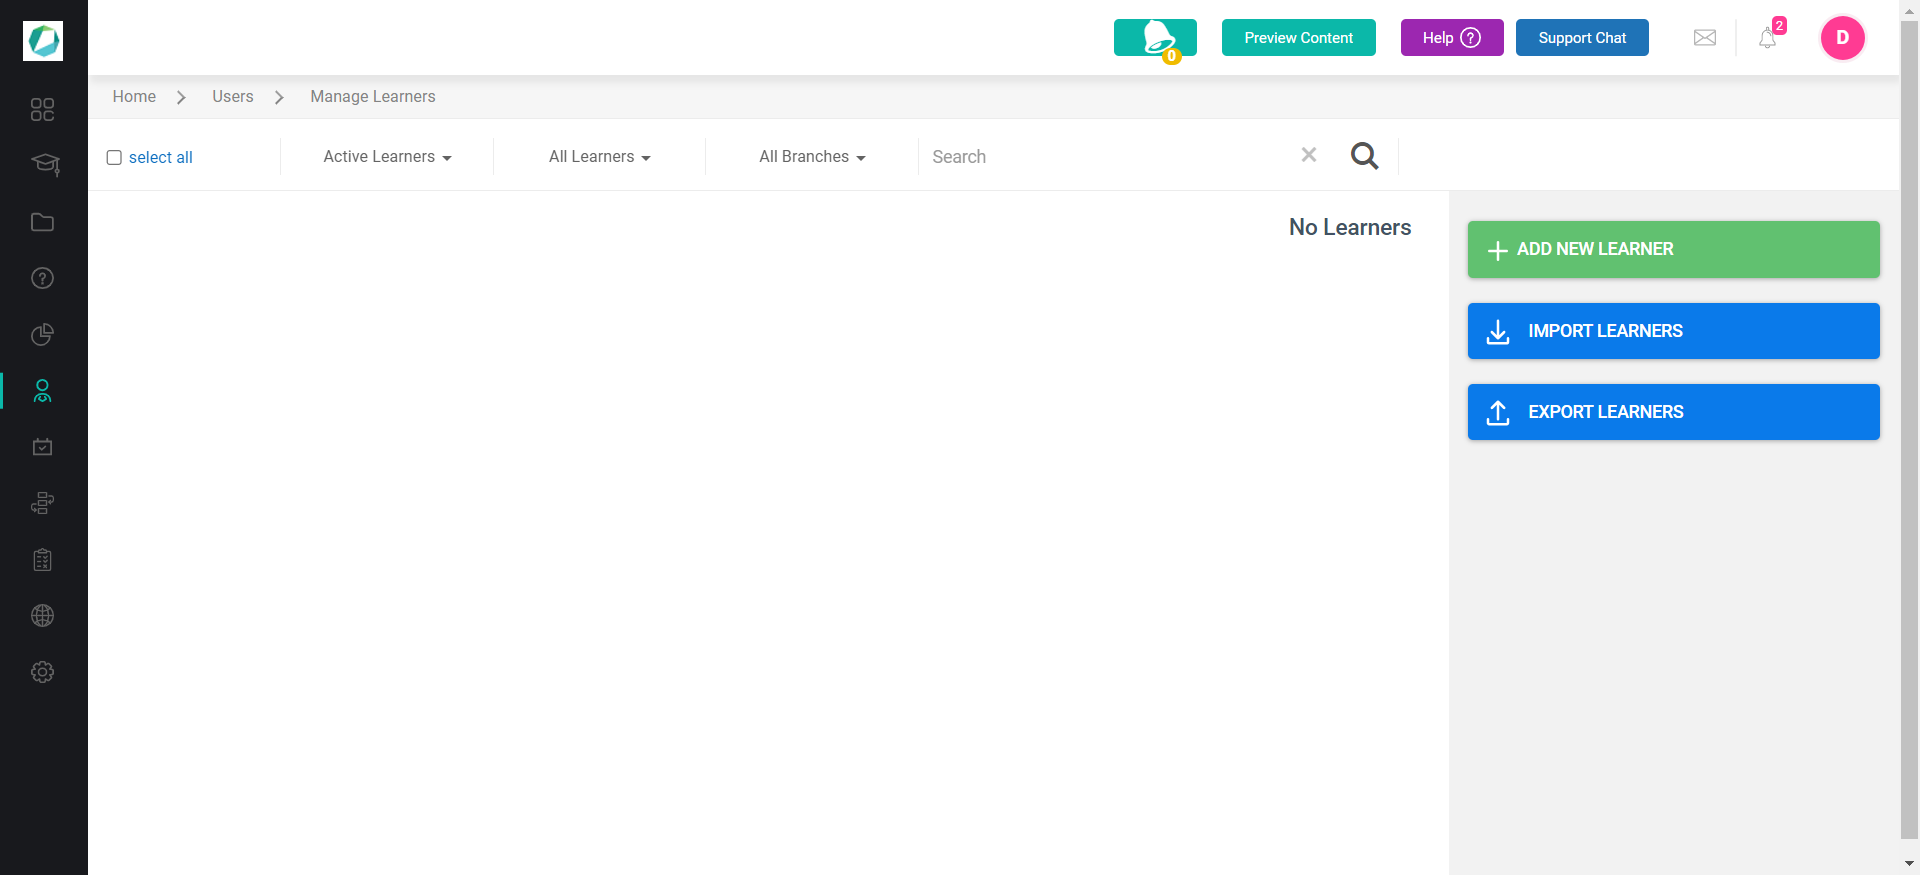 0
Preview Content
Help ?
Support Chat
2
D
Home > Users > Manage Learners
select all
Active Learners
All Learners
All Branches
Search
No Learners
ADD NEW LEARNER
IMPORT LEARNERS
EXPORT LEARNERS